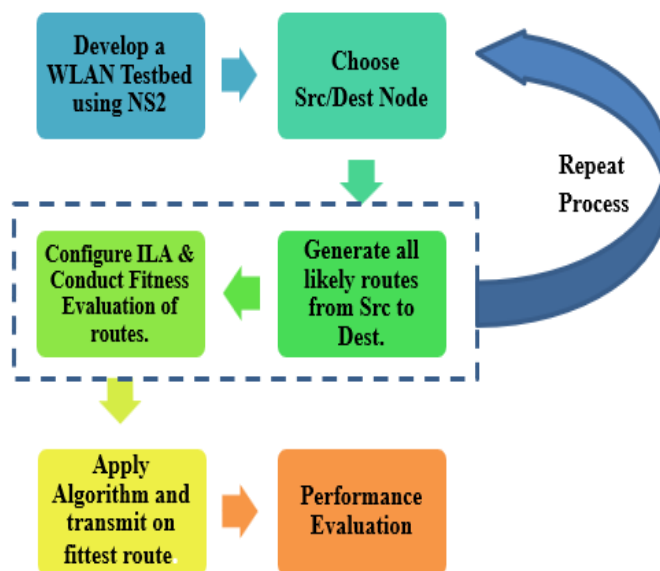 Develop a
WLAN Testbed
using NS2
Choose
Src/Dest Node
Repeat
Process
Configure ILA &
Conduct Fitness
Evaluation of
routes.
Generate all
likely routes
from Src to
Dest.
Apply
Algorithm and
transmit on
fittest route.
Performance
Evaluation